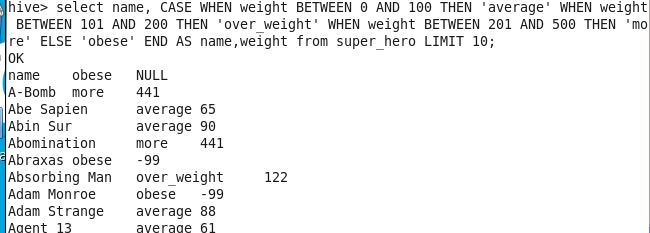 hive> select name, CASE WHEN weight BETWEEN 0 AND 100 THEN 'average' WHEN weight
BETWEEN 101 AND 200 THEN 'over_weight' WHEN weight BETWEEN 201 AND 500 THEN 'mo
re' ELSE 'obese' END AS name,weight from super_hero LIMIT 10;
OK
name obese NULL
A-Bomb more 441
Abe Sapien average 65
Abin Sur average 90
Abomination more 441
Abraxas obese -99
Absorbing Man over_weight 122
Adam Monroe obese -99
Adam Strange average 88
Agent 13 average 61